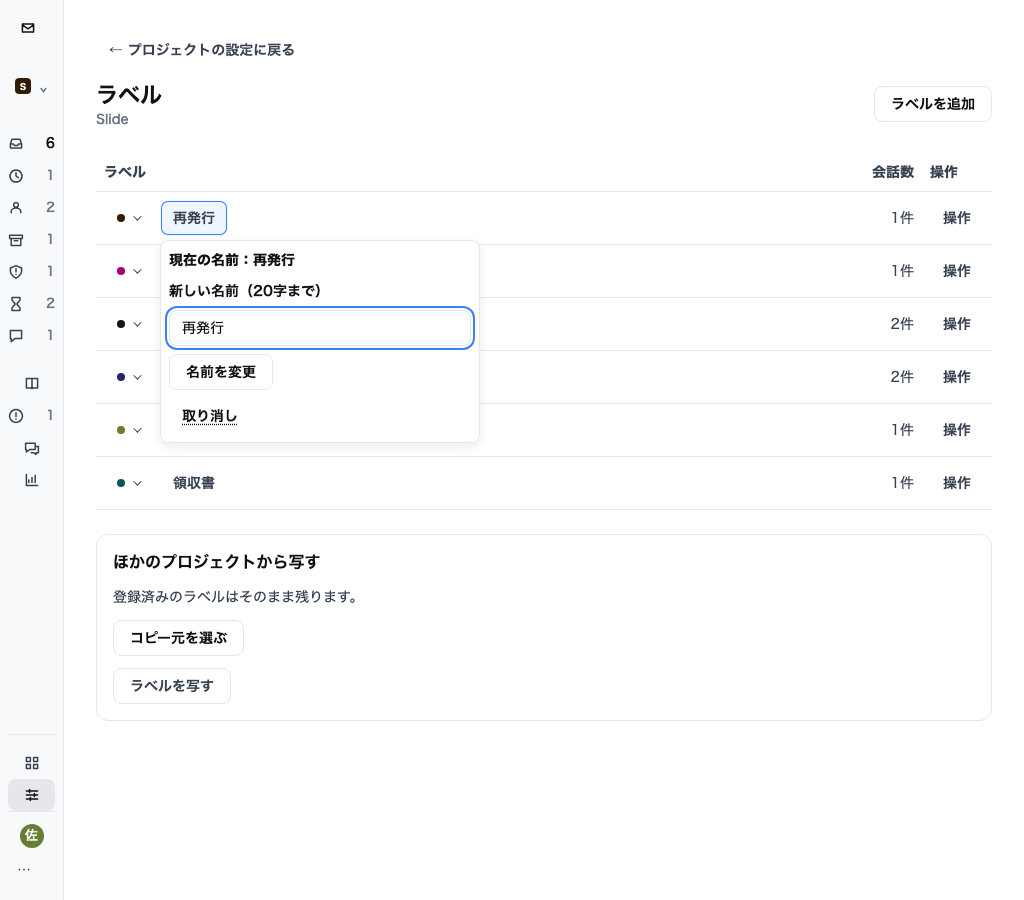 ← プロジェクトの設定に戻る
S
ラベル
Slide
ラベルを追加
6
1
2
1
1
2
1
1
ラベル 会話数 操作
再発行 1件 操作
現在の名前：再発行
新しい名前（20字まで）
再発行
名前を変更
取り消し
1件 操作
2件 操作
2件 操作
1件 操作
領収書 1件 操作
ほかのプロジェクトから写す
登録済みのラベルはそのまま残ります。
コピー元を選ぶ
ラベルを写す
佐
…